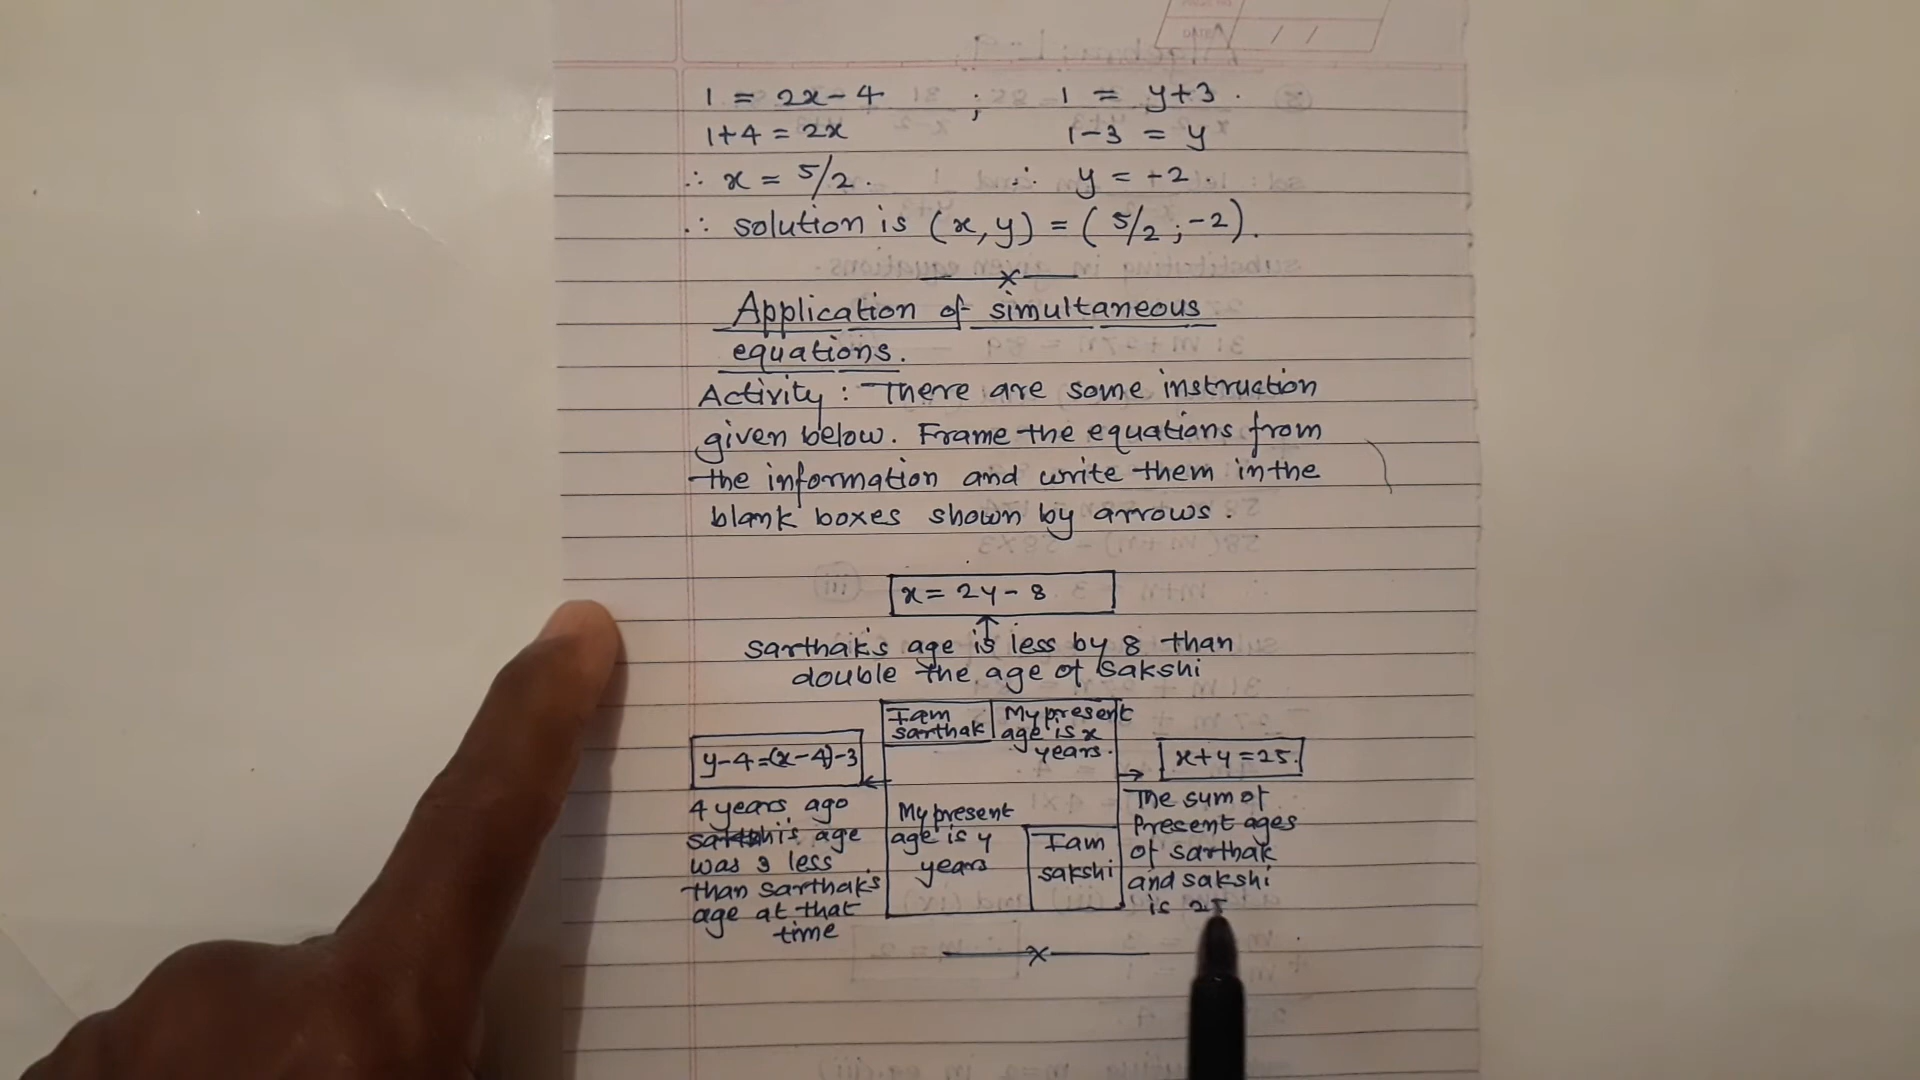 1 = 2x - 4 ; 1 = y+3.
1+4 = 2x 1-3 = y
∴ x = 5/2. ∴ y = +2.
∴ solution is (x, y) = ( 5/2 ; -2).
x
Application of simultaneous
equations.
Activity : There are some instruction
given below. Frame the equations from
the information and write them in the
blank boxes shown by arrows.
x = 2y - 8
↑
sarthak's age is less by 8 than
double the age of sakshi
I am My present
sarthak age is x
years.
y-4=(x-4)-3
x+y=25.
4 years ago
age
was 3 less
than sarthak's
age at that
time
My present
age is y
years
I am
sakshi
The sum of
Present ages
of sarthak
and sakshi
is 25
x